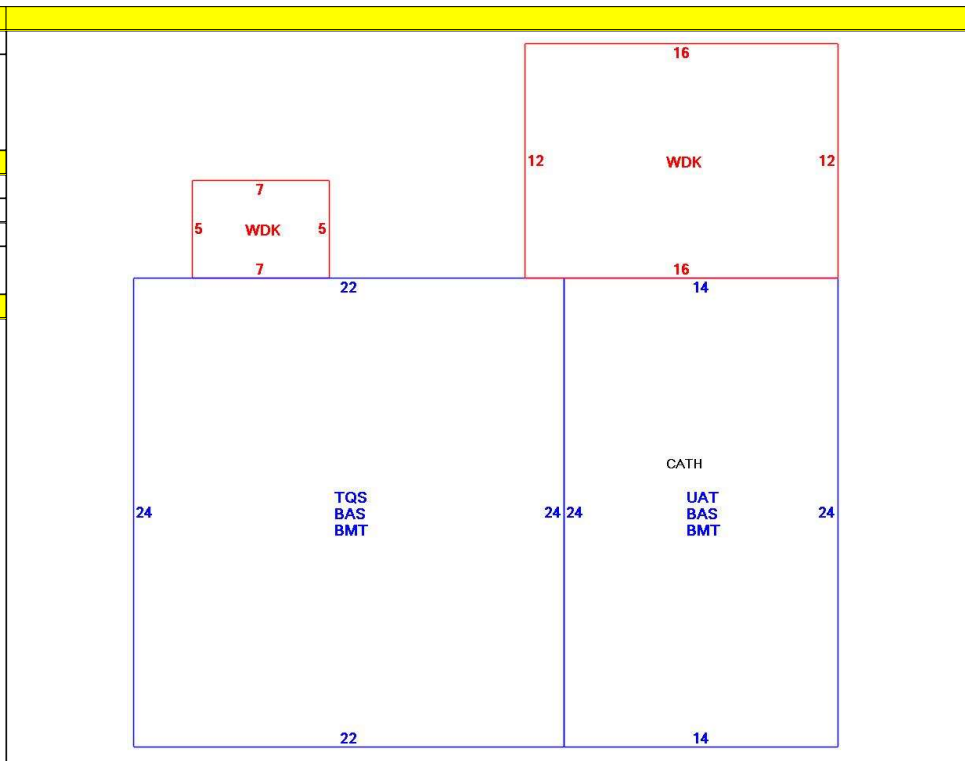 16
12 WDK 12
7
5 WDK 5
7
16
22
14
CATH
TQS
BAS
BMT
UAT
BAS
BMT
24
24 24
24
22
14